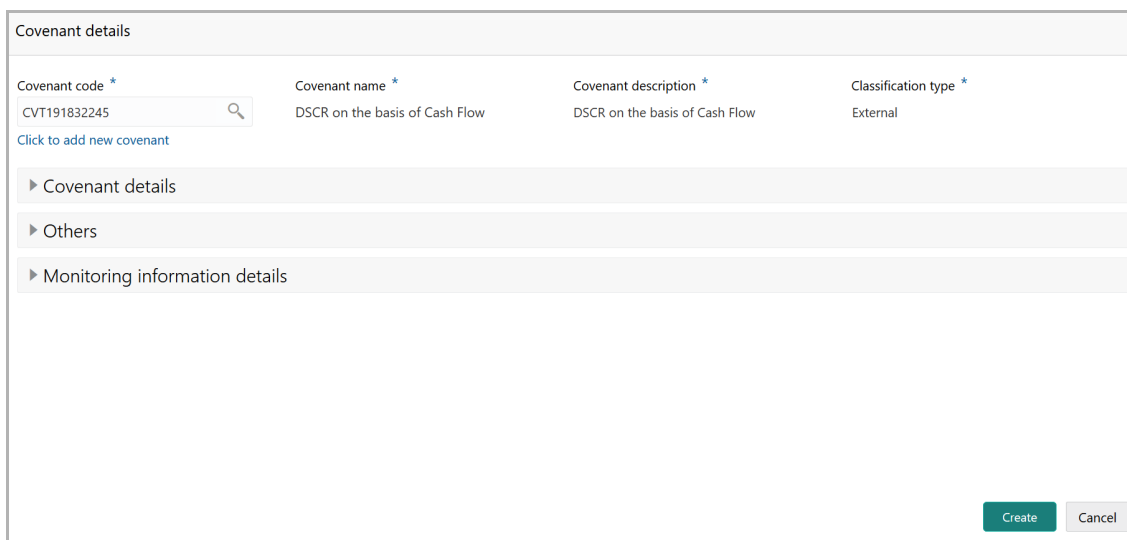 Covenant details
Covenant code * Covenant name * Covenant description * Classification type *
CVT191832245 DSCR on the basis of Cash Flow DSCR on the basis of Cash Flow External
Click to add new covenant
Covenant details
Others
Monitoring information details
Create Cancel